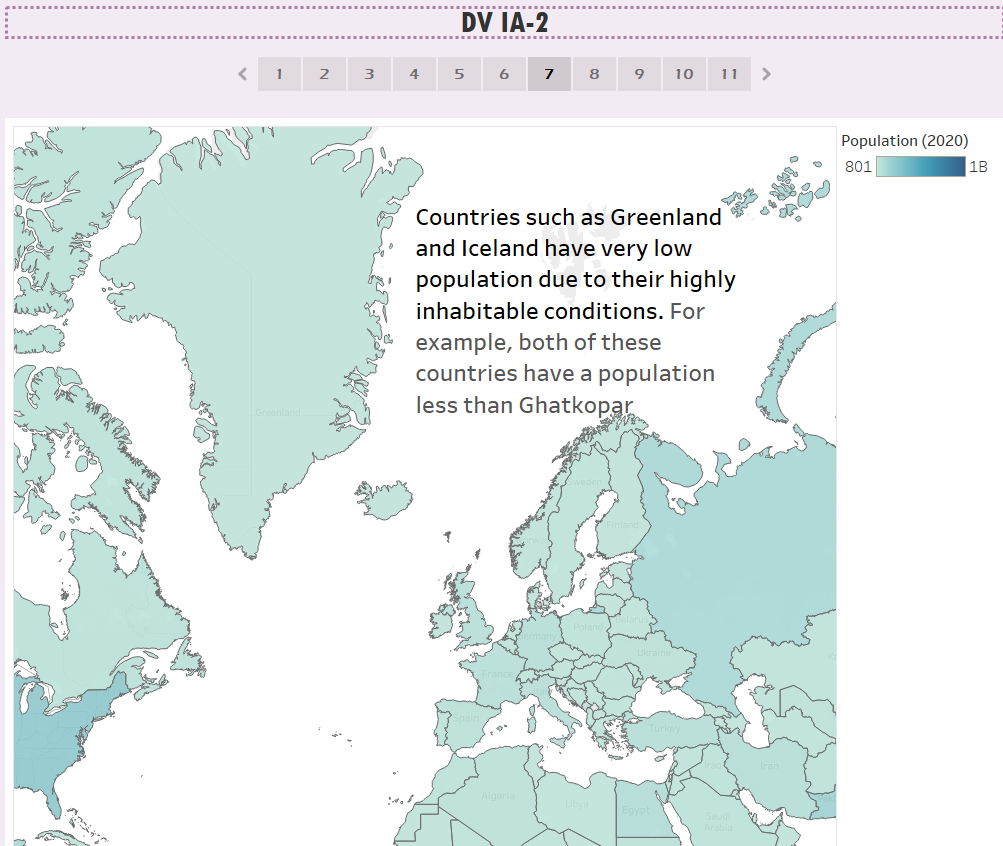 DV IA-2
1 2 3 4 5 6 7 8 9 10 11
Population (2020)
801 1B
Countries such as Greenland
and Iceland have very low
population due to their highly
inhabitable conditions. For
example, both of these
countries have a population
less than Ghatkopar
Greenland
Sweden
Finland
Norway
Belarus
Poland
Germany
Ukraine
France
Spain
Turkey
Iraq
Iran
Algeria
Libya
Egypt
Saudi
Arabia